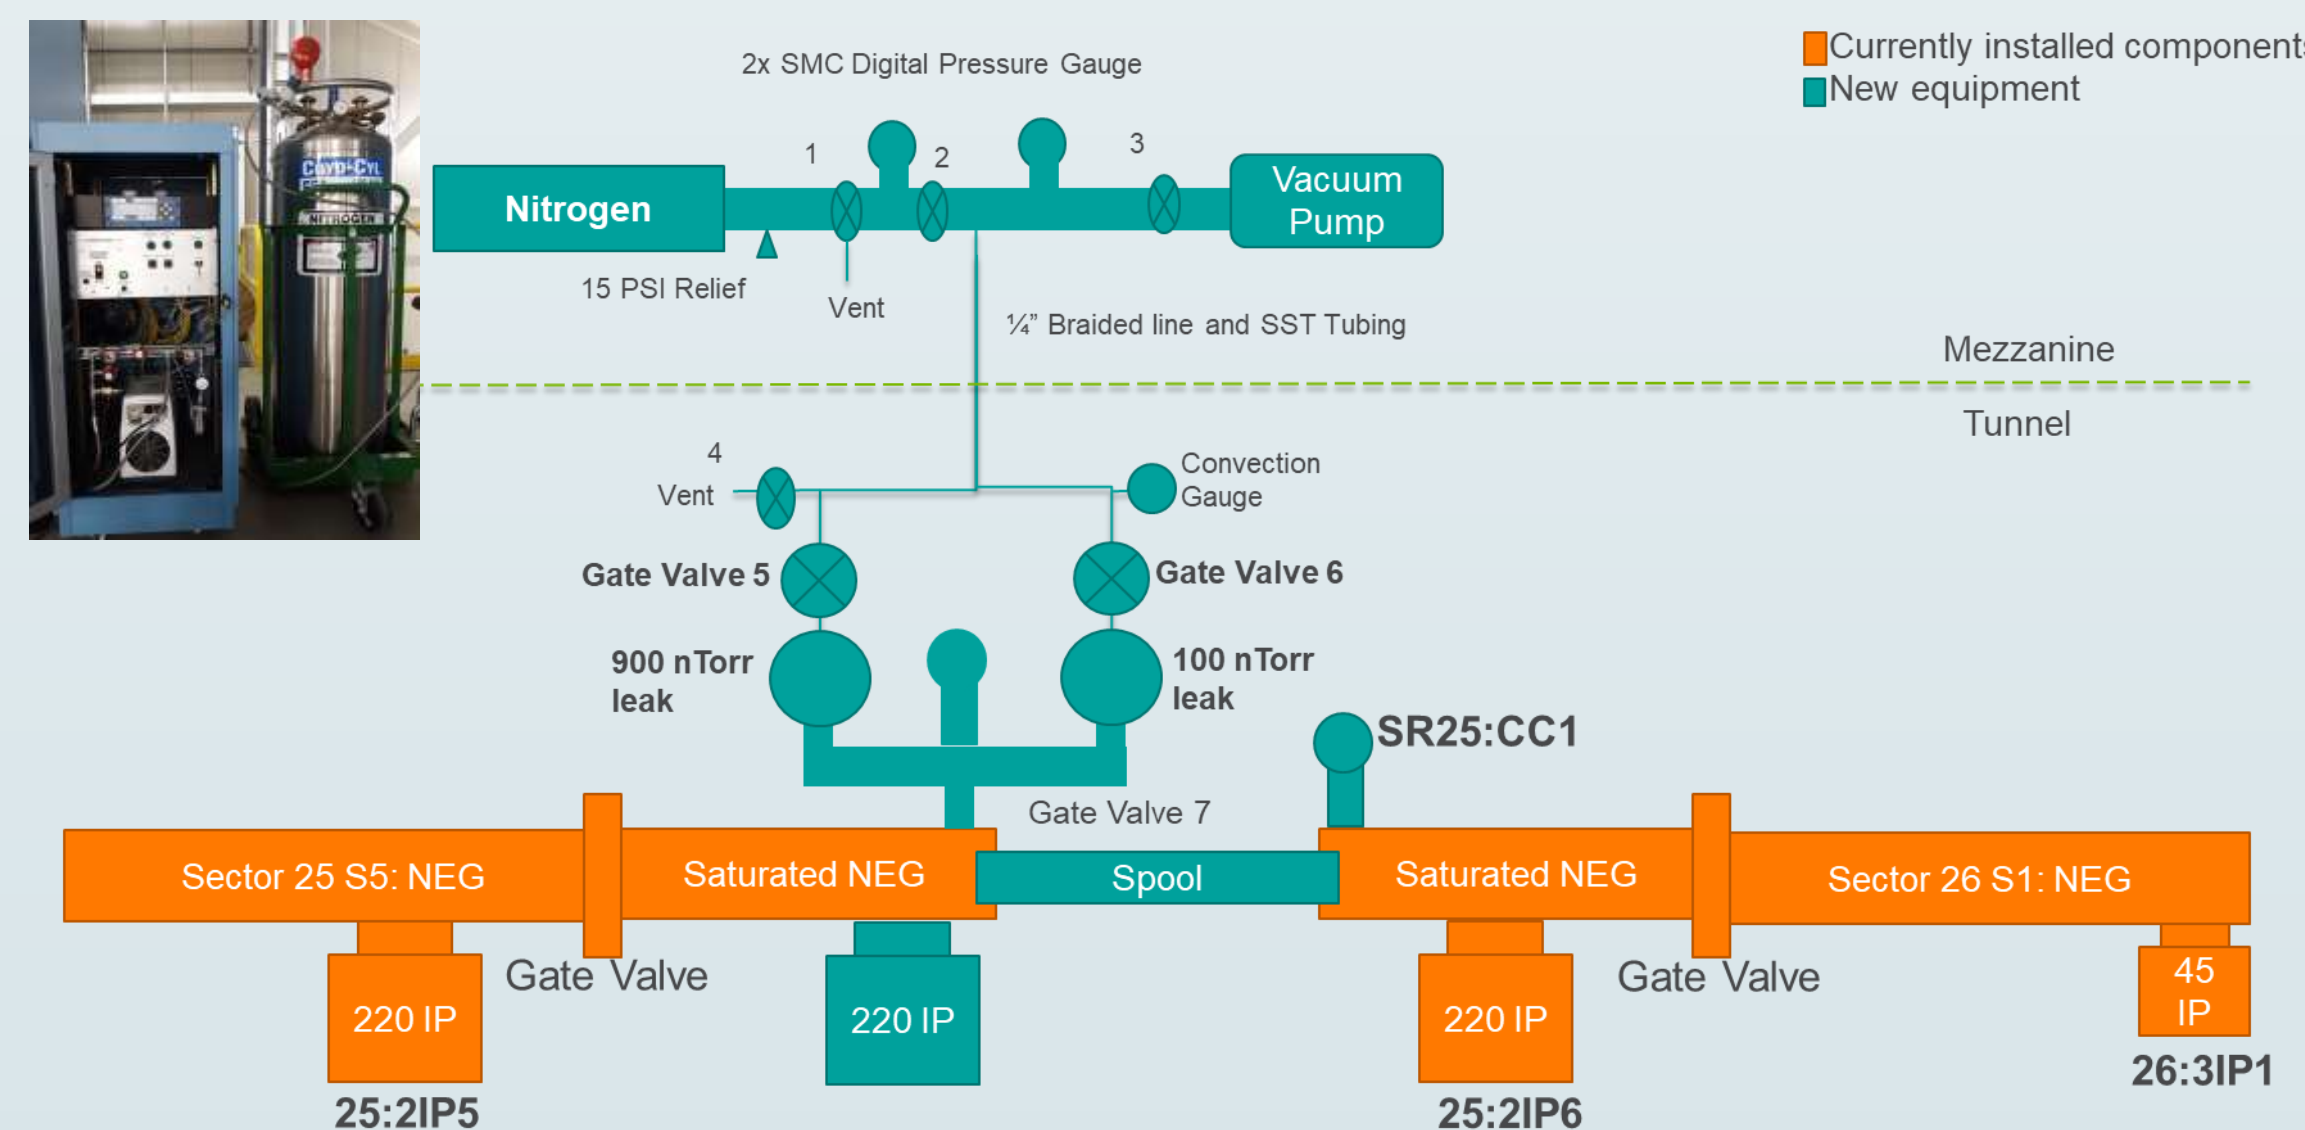 2x SMC Digital Pressure Gauge
Currently installed components
New equipment
1
2
3
Nitrogen
Vacuum
Pump
15 PSI Relief
Vent
¼” Braided line and SST Tubing
Mezzanine
Tunnel
NITROGEN
4
Vent
Convection
Gauge
Gate Valve 5
Gate Valve 6
900 nTorr
leak
100 nTorr
leak
SR25:CC1
Gate Valve 7
Sector 25 S5: NEG
Saturated NEG
Spool
Saturated NEG
Sector 26 S1: NEG
Gate Valve
Gate Valve
220 IP
220 IP
220 IP
45
IP
25:2IP5
25:2IP6
26:3IP1